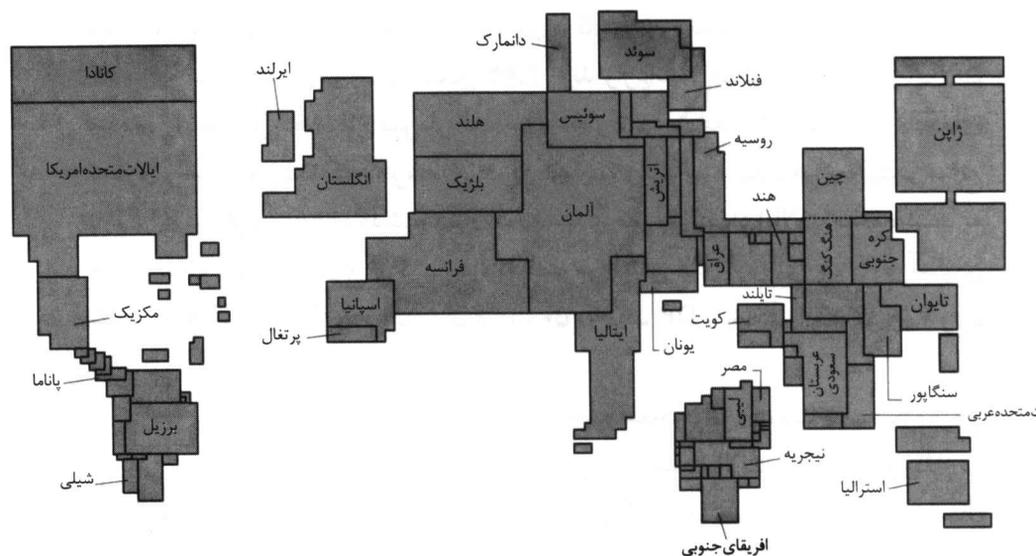 کانادا
ایالات‌متحده‌امریکا
مکزیک
پاناما
برزیل
شیلی
ایرلند
انگلستان
دانمارک
سوئد
فنلاند
هلند
سوئیس
بلژیک
آلمان
اتریش
روسیه
فرانسه
اسپانیا
پرتغال
ایتالیا
یونان
عراق
هند
چین
هنگ‌کنگ
کره
جنوبی
ژاپن
تایلند
تایوان
کویت
عربستان
سعودی
سنگاپور
ت‌متحده‌عربی
مصر
لیبی
نیجریه
افریقای‌جنوبی
استرالیا